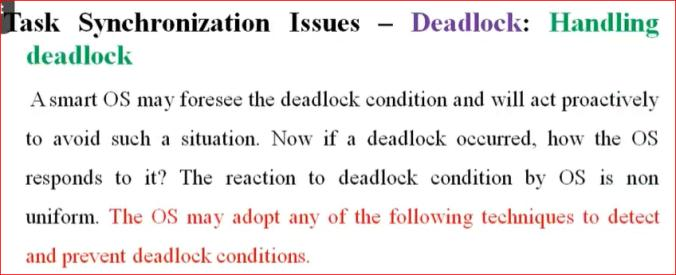 Task Synchronization Issues – Deadlock: Handling
deadlock
A smart OS may foresee the deadlock condition and will act proactively
to avoid such a situation. Now if a deadlock occurred, how the OS
responds to it? The reaction to deadlock condition by OS is non
uniform. The OS may adopt any of the following techniques to detect
and prevent deadlock conditions.